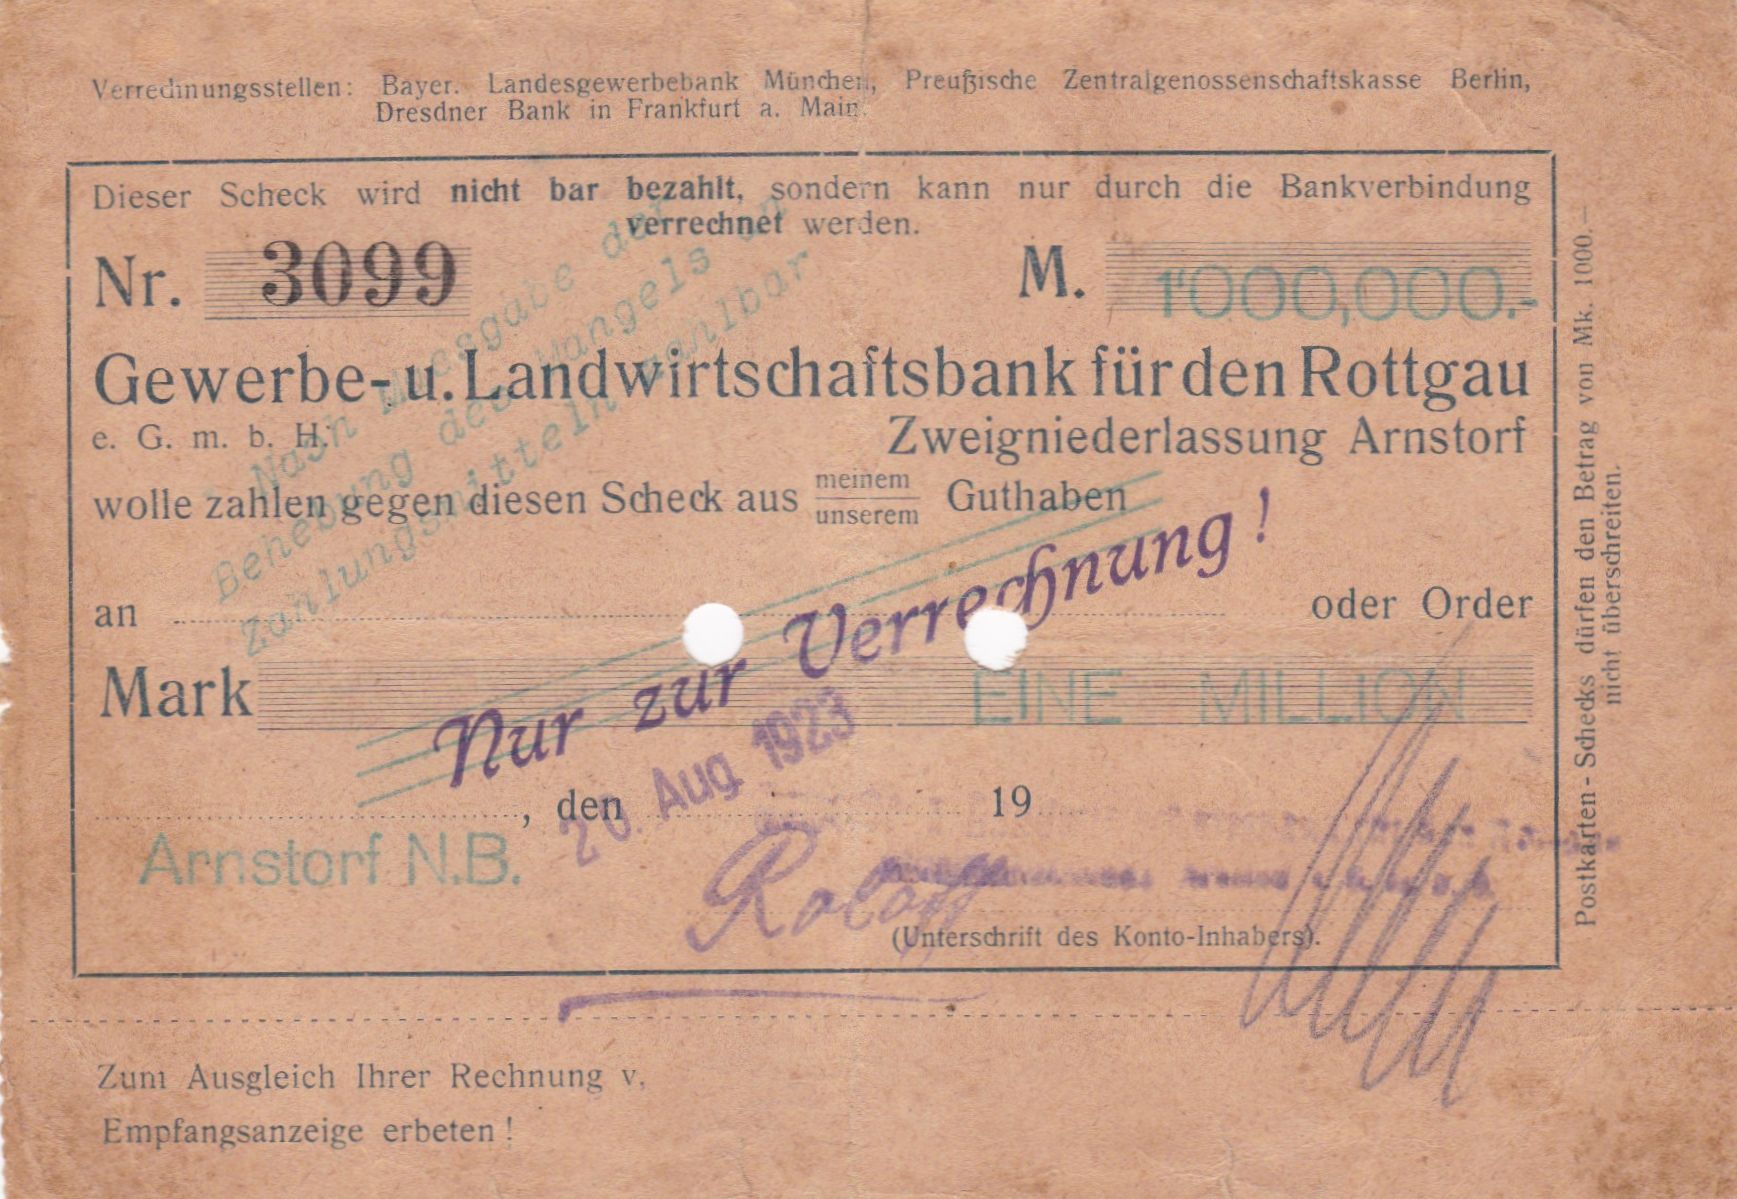 Verrechnungsstellen: Bayer. Landesgewerbebank München, Preußische Zentralgenossenschaftskasse Berlin,
Dresdner Bank in Frankfurt a. Main.
Dieser Scheck wird nicht bar bezahlt, sondern kann nur durch die Bankverbindung
verrechnet werden.
Nr. 3099 M. 1'000,000.-
Gewerbe- u. Landwirtschaftsbank für den Rottgau
e. G. m. b. H. Zweigniederlassung Arnstorf
wolle zahlen gegen diesen Scheck aus meinem
unserem Guthaben
Nach Massgabe der
Behebung des Mangels an
Zahlungsmitteln zahlbar
an oder Order
Nur zur Verrechnung!
Mark EINE MILLION
, den 20. Aug 1923 19
Arnstorf N.B.
(Unterschrift des Konto-Inhabers).
Zum Ausgleich Ihrer Rechnung v.
Empfangsanzeige erbeten!
Postkarten-Schecks dürfen den Betrag von Mk. 1000.—
nicht überschreiten.